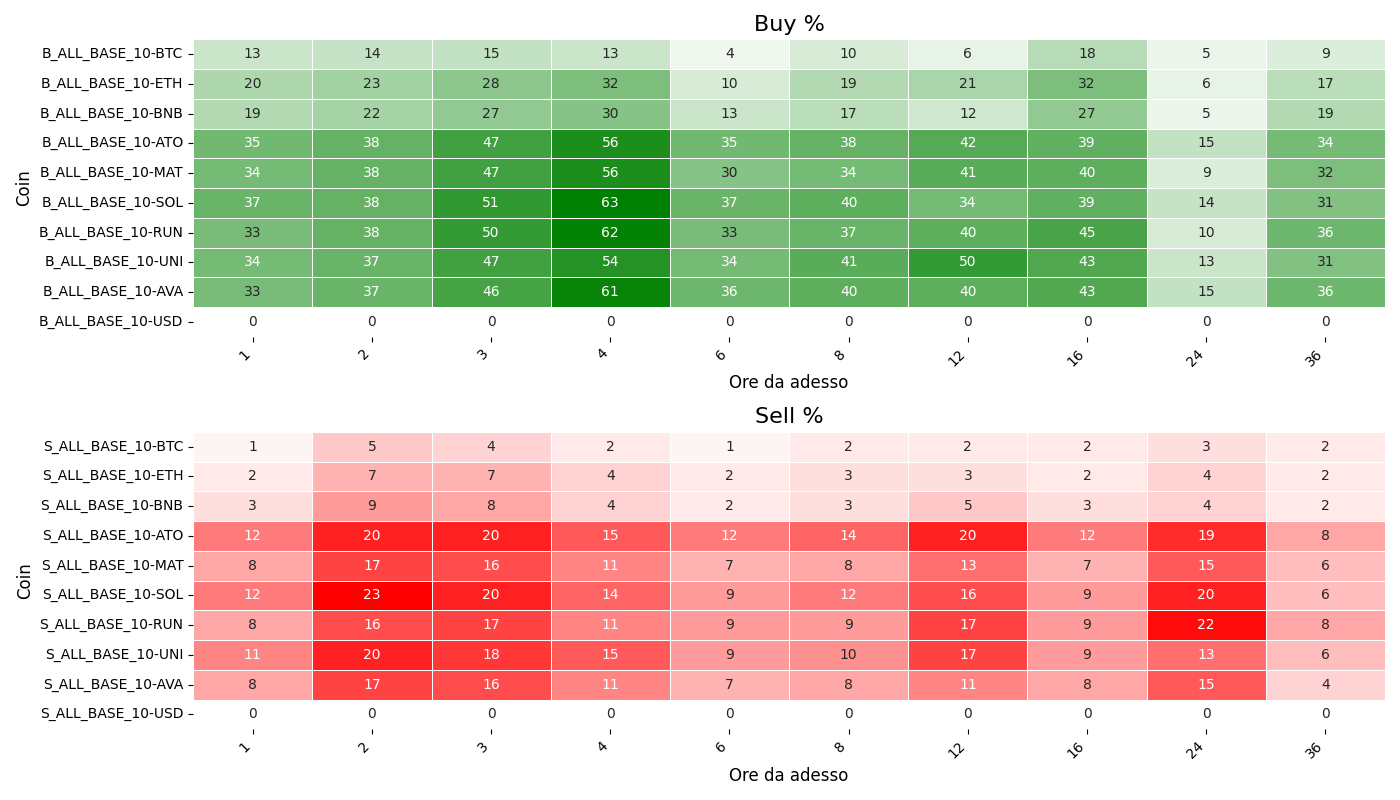 Buy %
Coin
B_ALL_BASE_10-BTC 13 14 15 13 4 10 6 18 5 9
B_ALL_BASE_10-ETH 20 23 28 32 10 19 21 32 6 17
B_ALL_BASE_10-BNB 19 22 27 30 13 17 12 27 5 19
B_ALL_BASE_10-ATO 35 38 47 56 35 38 42 39 15 34
B_ALL_BASE_10-MAT 34 38 47 56 30 34 41 40 9 32
B_ALL_BASE_10-SOL 37 38 51 63 37 40 34 39 14 31
B_ALL_BASE_10-RUN 33 38 50 62 33 37 40 45 10 36
B_ALL_BASE_10-UNI 34 37 47 54 34 41 50 43 13 31
B_ALL_BASE_10-AVA 33 37 46 61 36 40 40 43 15 36
B_ALL_BASE_10-USD 0 0 0 0 0 0 0 0 0 0
1 2 3 4 6 8 12 16 24 36
Ore da adesso
Sell %
Coin
S_ALL_BASE_10-BTC 1 5 4 2 1 2 2 2 3 2
S_ALL_BASE_10-ETH 2 7 7 4 2 3 3 2 4 2
S_ALL_BASE_10-BNB 3 9 8 4 2 3 5 3 4 2
S_ALL_BASE_10-ATO 12 20 20 15 12 14 20 12 19 8
S_ALL_BASE_10-MAT 8 17 16 11 7 8 13 7 15 6
S_ALL_BASE_10-SOL 12 23 20 14 9 12 16 9 20 6
S_ALL_BASE_10-RUN 8 16 17 11 9 9 17 9 22 8
S_ALL_BASE_10-UNI 11 20 18 15 9 10 17 9 13 6
S_ALL_BASE_10-AVA 8 17 16 11 7 8 11 8 15 4
S_ALL_BASE_10-USD 0 0 0 0 0 0 0 0 0 0
1 2 3 4 6 8 12 16 24 36
Ore da adesso